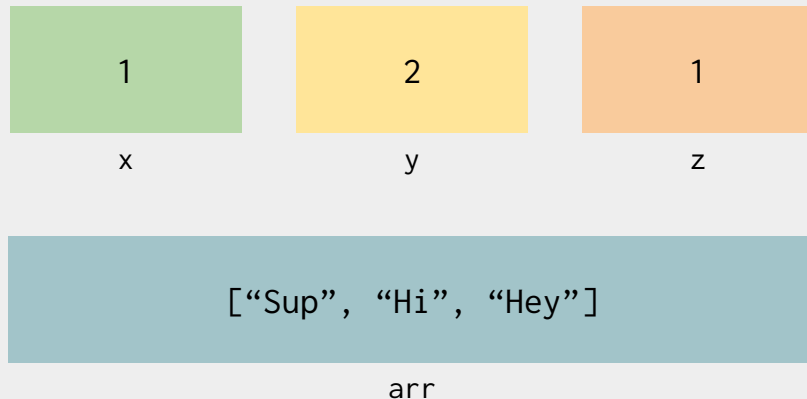 1 2 1
x y z
[“Sup”, “Hi”, “Hey”]
arr